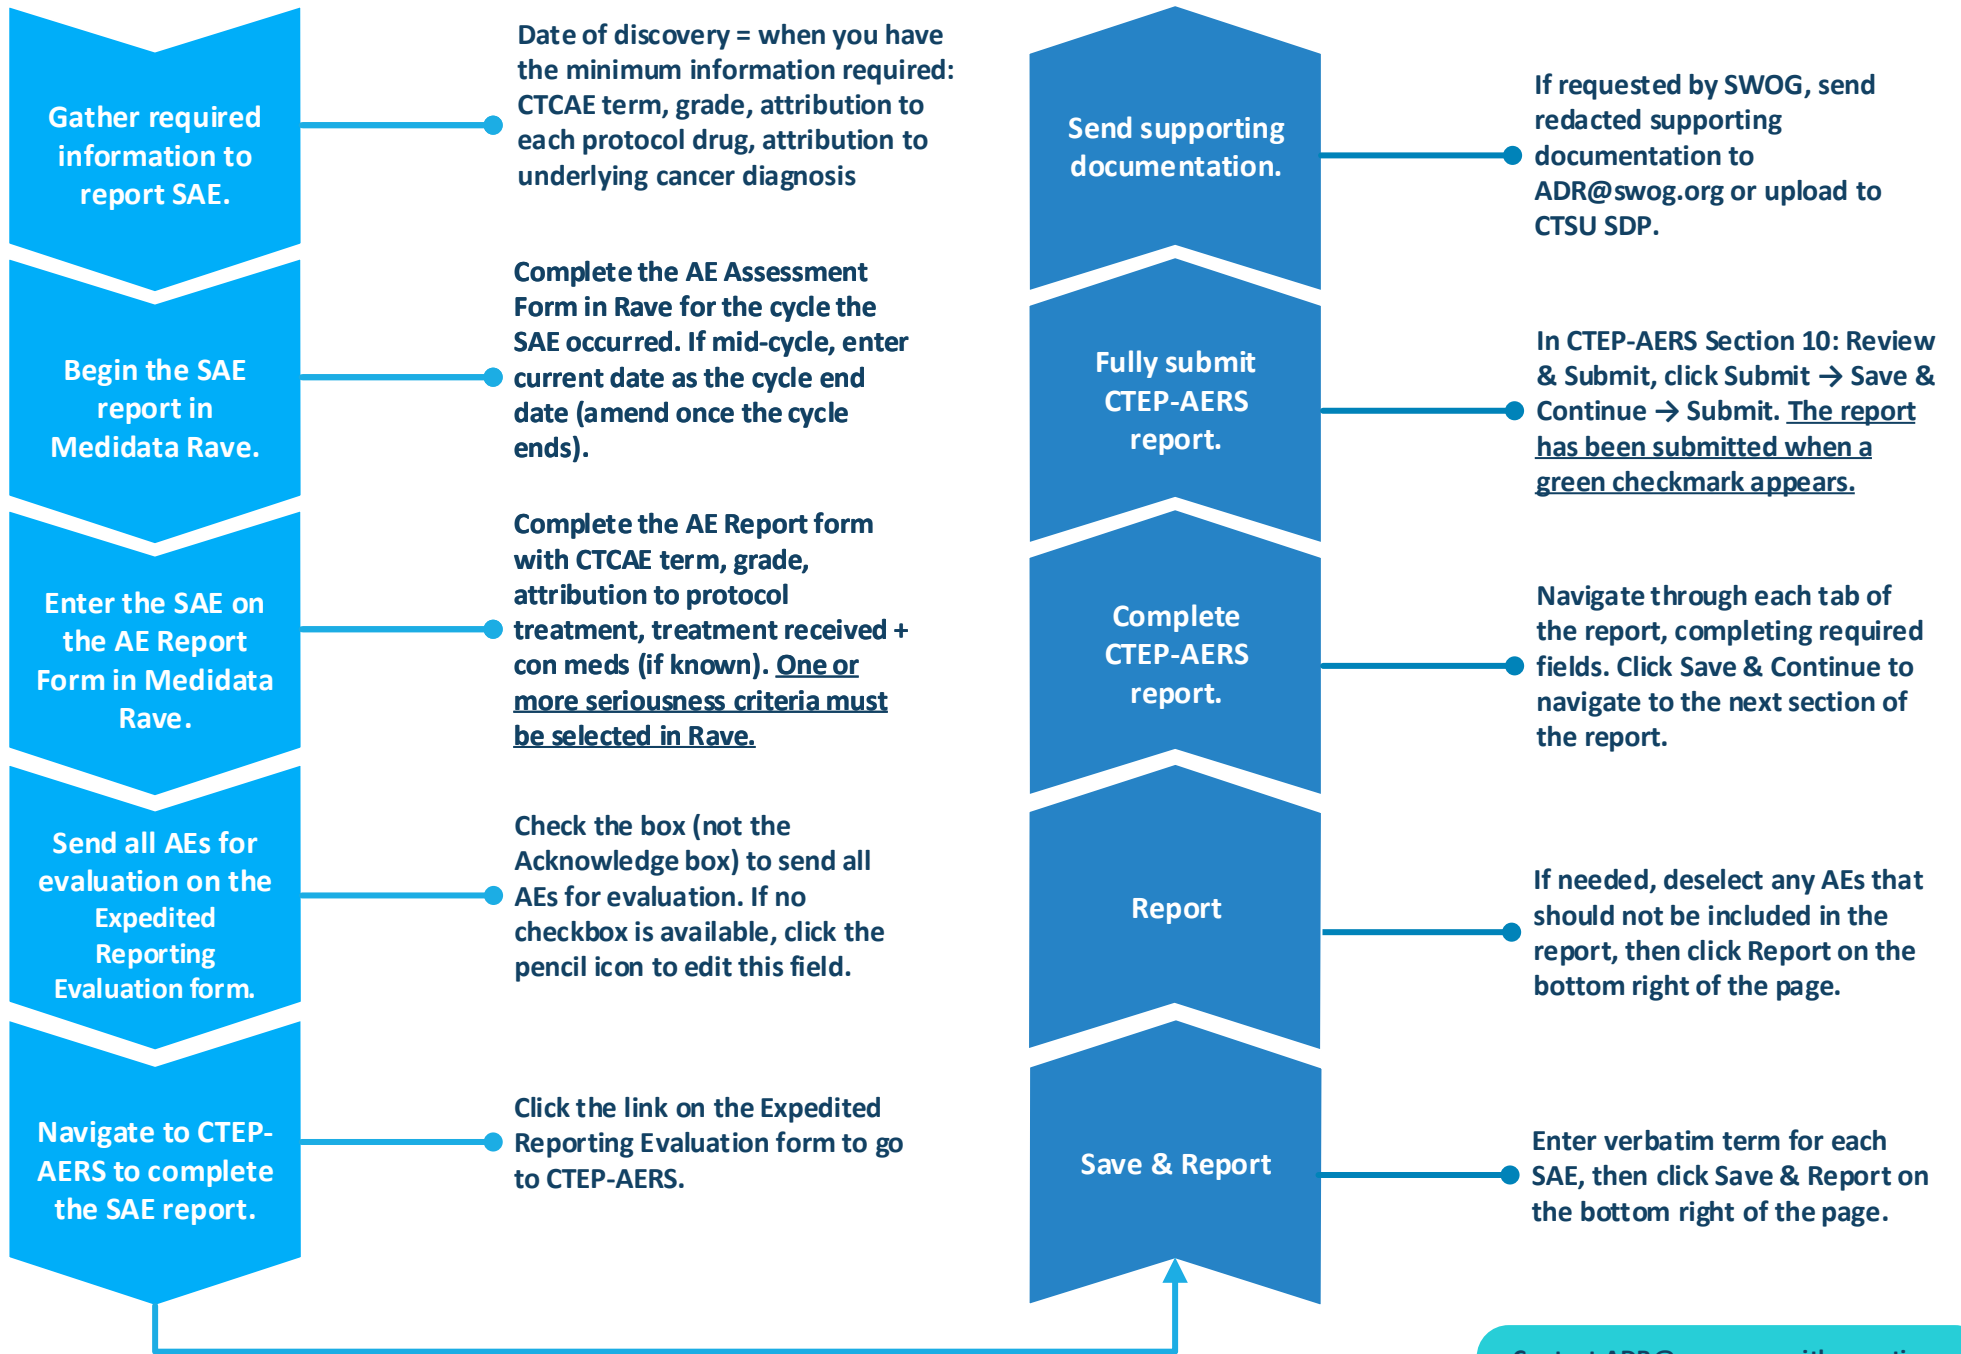 Gather required
information to
report SAE.
Date of discovery = when you have
the minimum information required:
CTCAE term, grade, attribution to
each protocol drug, attribution to
underlying cancer diagnosis
Begin the SAE
report in
Medidata Rave.
Complete the AE Assessment
Form in Rave for the cycle the
SAE occurred. If mid-cycle, enter
current date as the cycle end
date (amend once the cycle
ends).
Enter the SAE on
the AE Report
Form in Medidata
Rave.
Complete the AE Report form
with CTCAE term, grade,
attribution to protocol
treatment, treatment received +
con meds (if known). One or
more seriousness criteria must
be selected in Rave.
Send all AEs for
evaluation on the
Expedited
Reporting
Evaluation form.
Check the box (not the
Acknowledge box) to send all
AEs for evaluation. If no
checkbox is available, click the
pencil icon to edit this field.
Navigate to CTEP-
AERS to complete
the SAE report.
Click the link on the Expedited
Reporting Evaluation form to go
to CTEP-AERS.
Save & Report
Enter verbatim term for each
SAE, then click Save & Report on
the bottom right of the page.
Report
If needed, deselect any AEs that
should not be included in the
report, then click Report on the
bottom right of the page.
Complete
CTEP-AERS
report.
Navigate through each tab of
the report, completing required
fields. Click Save & Continue to
navigate to the next section of
the report.
Fully submit
CTEP-AERS
report.
In CTEP-AERS Section 10: Review
& Submit, click Submit → Save &
Continue → Submit. The report
has been submitted when a
green checkmark appears.
Send supporting
documentation.
If requested by SWOG, send
redacted supporting
documentation to
ADR@swog.org or upload to
CTSU SDP.